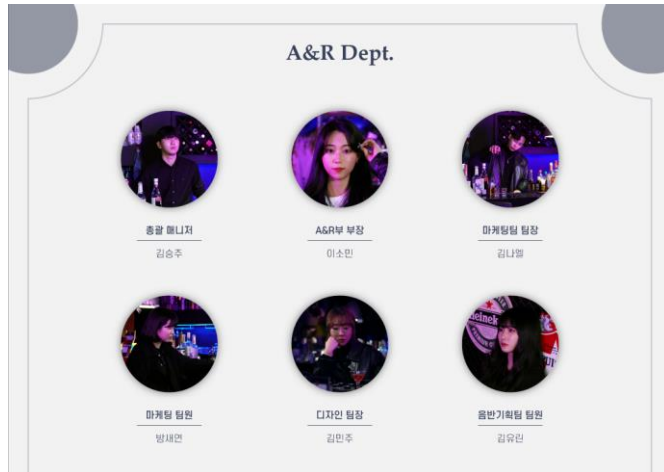 A&R Dept.
총괄 매니저
김승주
A&R부 부장
이소민
마케팅팀 팀장
김나엘
마케팅 팀원
방새연
디자인 팀장
김민주
음반기획팀 팀원
김유린
heineken